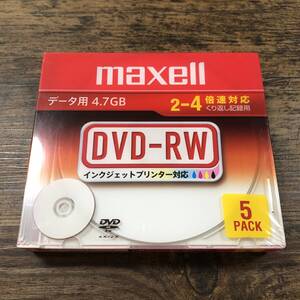 maxell
データ用 4.7GB
2-4 倍速対応
くり返し記録用
DVD-RW
インクジェットプリンター対応
DVD
5
PACK